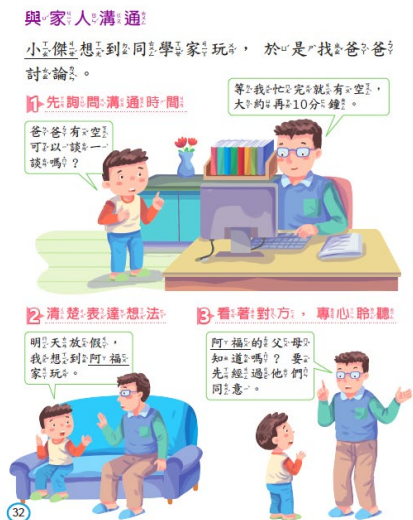 與家人溝通
小傑想到同學家玩，於是找爸爸
討論。
1 先詢問溝通時間
爸爸有空
可以談一
談嗎？
等我忙完就有空，
大約再10分鐘。
2 清楚表達想法
明天放假，
我想到阿福
家玩。
3 看著對方，專心聆聽
阿福的父母
知道嗎？要
先經過他們
同意。
32